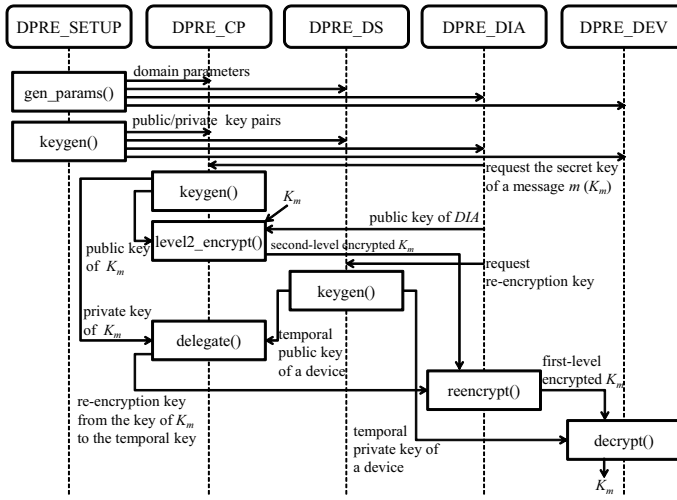 DPRE_SETUP DPRE_CP DPRE_DS DPRE_DIA DPRE_DEV
domain parameters
gen_params()
public/private key pairs
keygen()
request the secret key
of a message m (Km)
keygen()
Km
public key of DIA
level2_encrypt()
second-level encrypted Km
public key
of Km
request
re-encryption key
keygen()
private key
of Km
delegate()
temporal
public key
of a device
first-level
encrypted Km
reencrypt()
re-encryption key
from the key of Km
to the temporal key
temporal
private key of
a device
decrypt()
Km